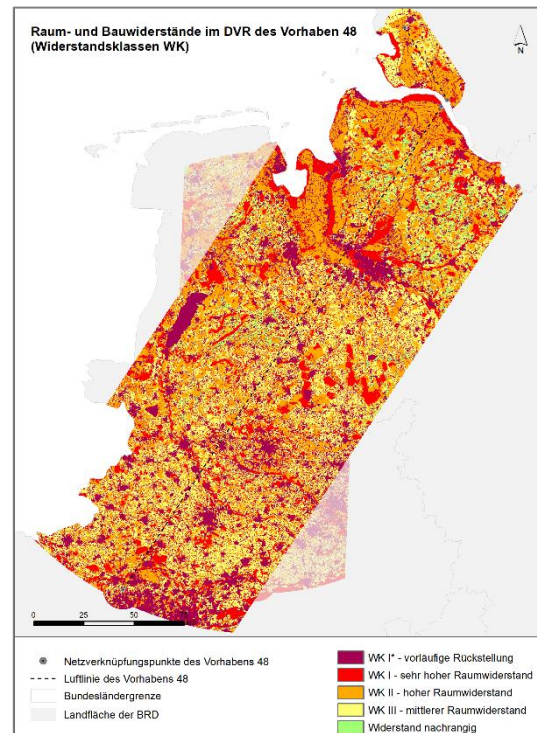 Raum- und Bauwiderstände im DVR des Vorhaben 48
(Widerstandsklassen WK)
N
0 25 50
Netzverknüpfungspunkte des Vorhabens 48
Luftlinie des Vorhabens 48
Bundesländergrenze
Landfläche der BRD
WK I* - vorläufige Rückstellung
WK I - sehr hoher Raumwiderstand
WK II - hoher Raumwiderstand
WK III - mittlerer Raumwiderstand
Widerstand nachrangig